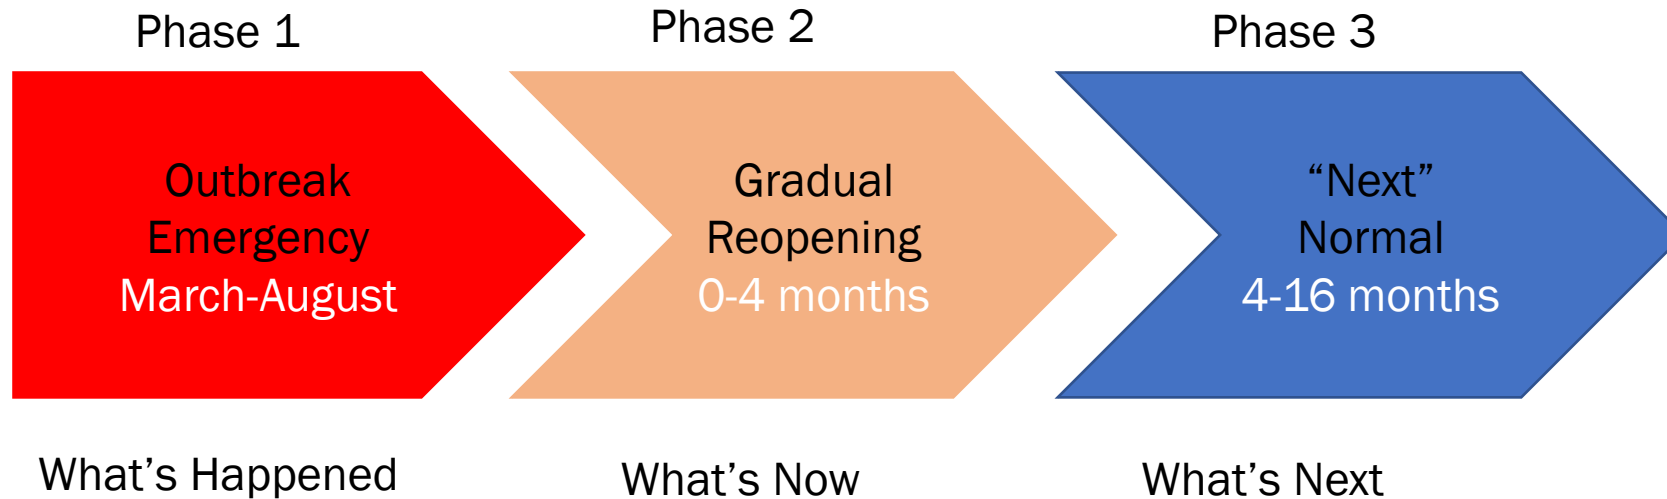 Phase 1
Phase 2
Phase 3
Outbreak
Emergency
March-August
Gradual
Reopening
0-4 months
“Next”
Normal
4-16 months
What’s Happened
What’s Now
What’s Next